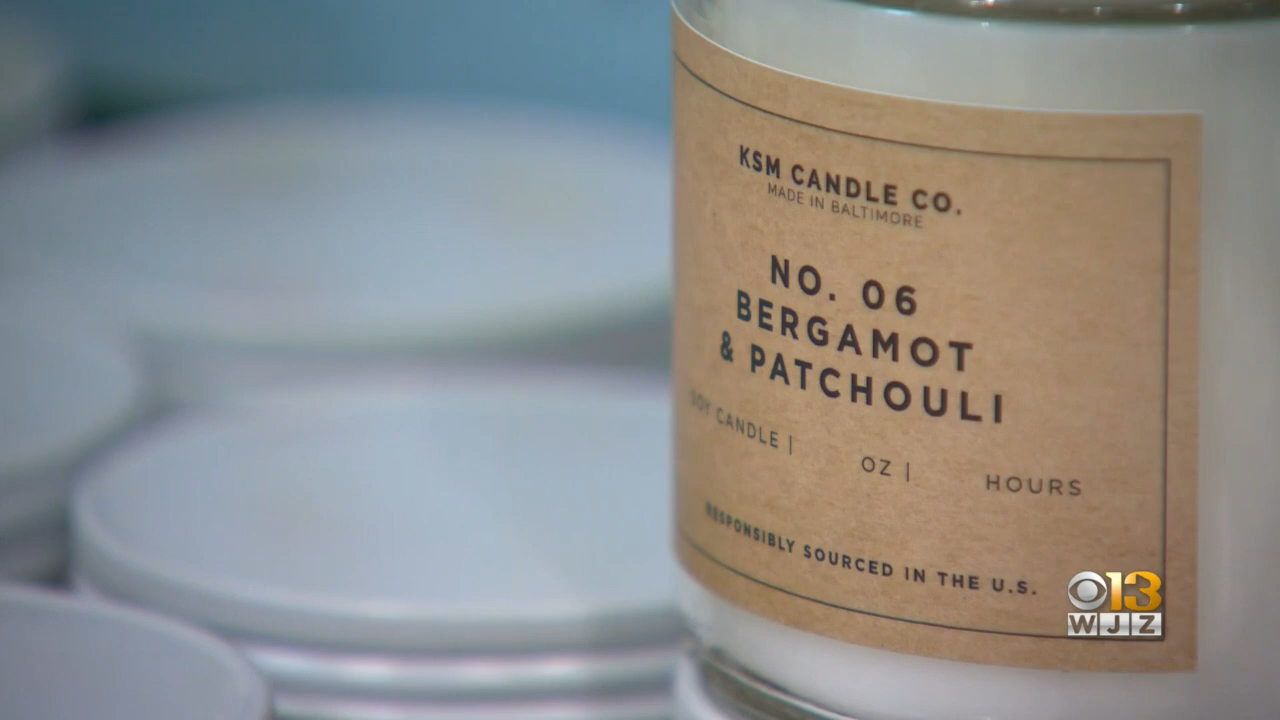 KSM CANDLE CO.
MADE IN BALTIMORE
NO. 06
BERGAMOT
& PATCHOULI
SOY CANDLE | OZ | HOURS
RESPONSIBLY SOURCED IN THE U.S.
13
WJZ